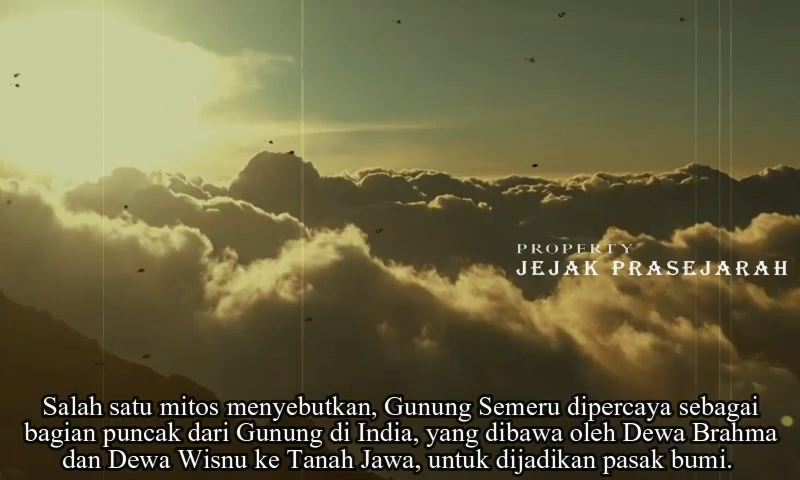 PROPERTY
JEJAK PRASEJARAH
Salah satu mitos menyebutkan, Gunung Semeru dipercaya sebagai
bagian puncak dari Gunung di India, yang dibawa oleh Dewa Brahma
dan Dewa Wisnu ke Tanah Jawa, untuk dijadikan pasak bumi.